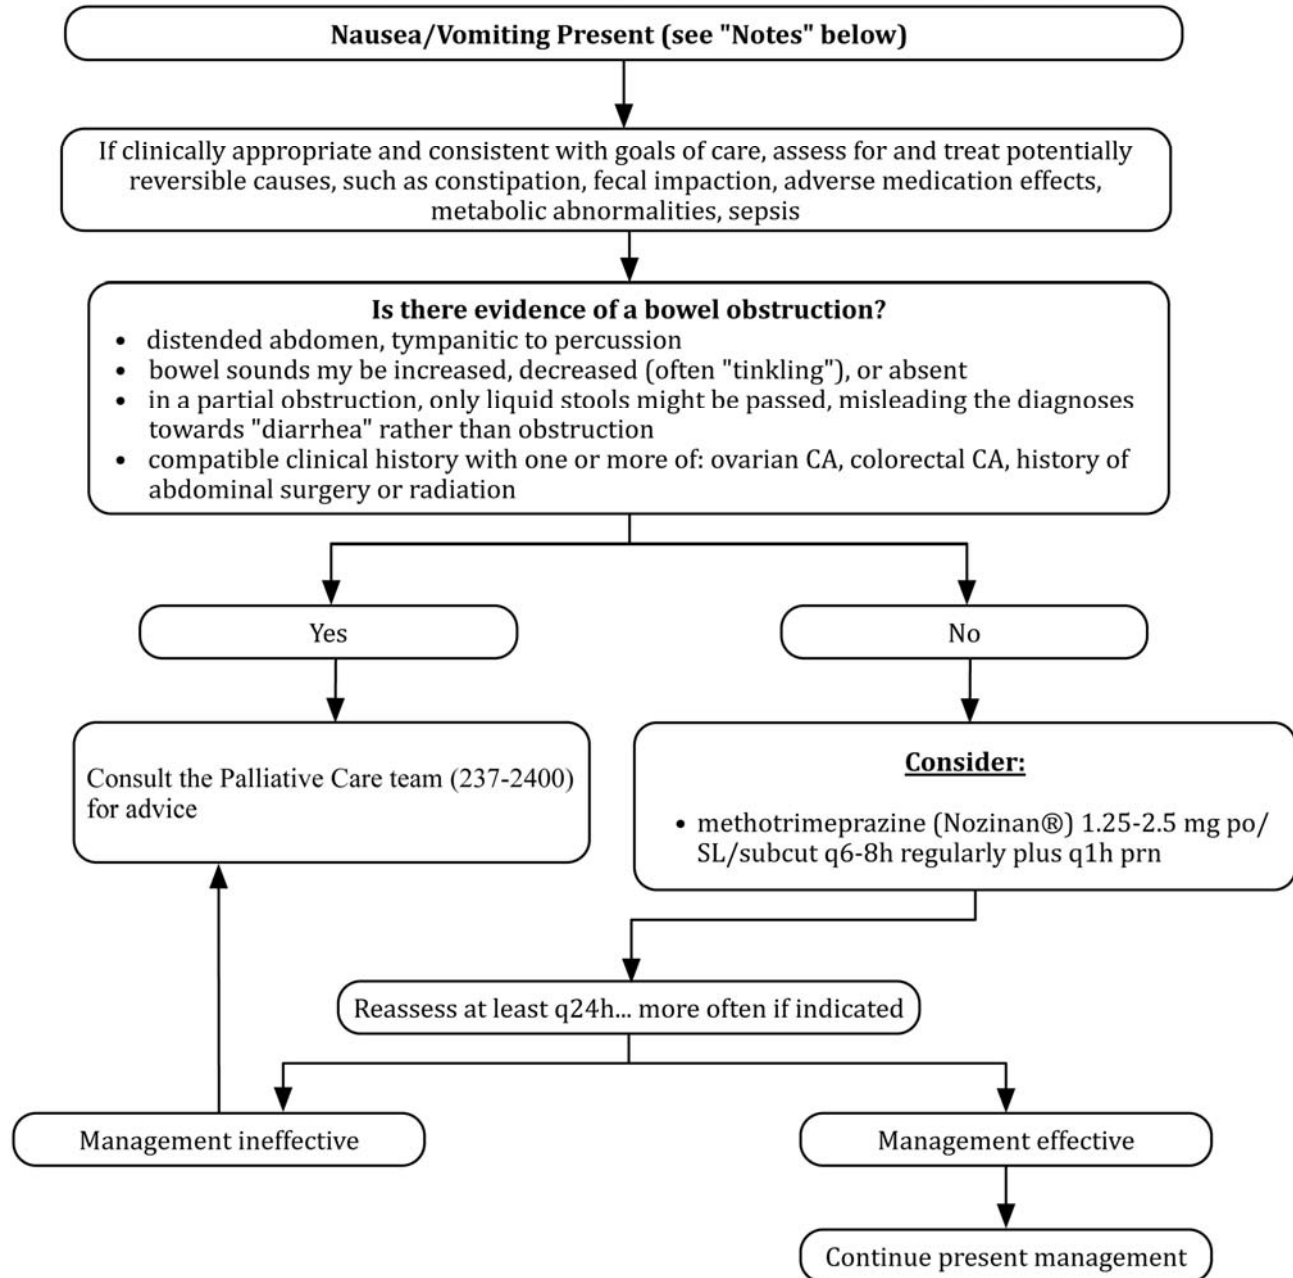 Nausea/Vomiting Present (see "Notes" below)
If clinically appropriate and consistent with goals of care, assess for and treat potentially
reversible causes, such as constipation, fecal impaction, adverse medication effects,
metabolic abnormalities, sepsis
Is there evidence of a bowel obstruction?
• distended abdomen, tympanitic to percussion
• bowel sounds my be increased, decreased (often "tinkling"), or absent
• in a partial obstruction, only liquid stools might be passed, misleading the diagnoses
towards "diarrhea" rather than obstruction
• compatible clinical history with one or more of: ovarian CA, colorectal CA, history of
abdominal surgery or radiation
Yes
No
Consult the Palliative Care team (237-2400)
for advice
Consider:
• methotrimeprazine (Nozinan®) 1.25-2.5 mg po/
SL/subcut q6-8h regularly plus q1h prn
Reassess at least q24h... more often if indicated
Management ineffective
Management effective
Continue present management